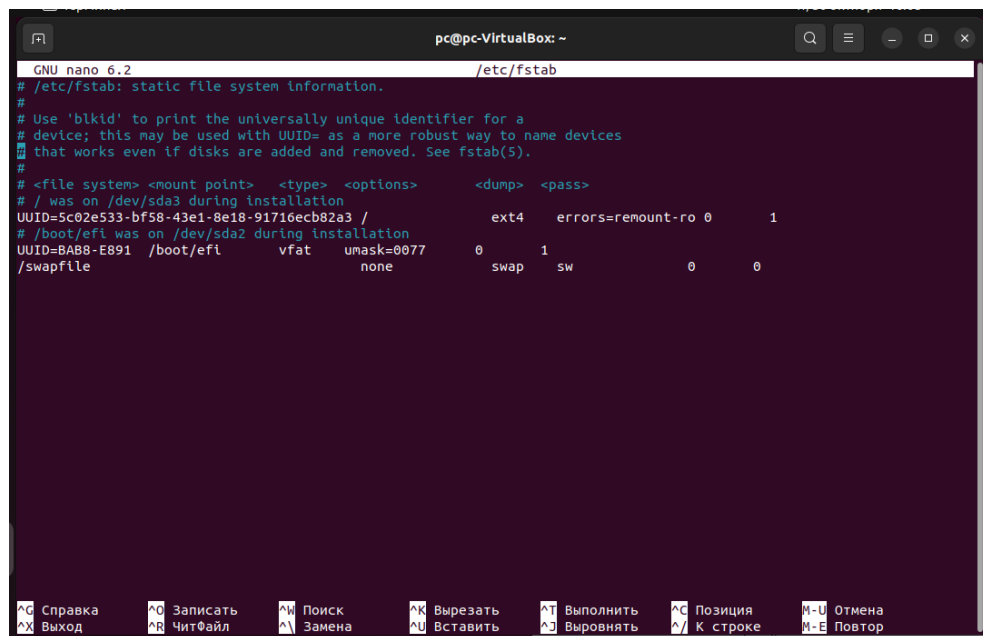 pc@pc-VirtualBox: ~
GNU nano 6.2 /etc/fstab
# /etc/fstab: static file system information.
#
# Use 'blkid' to print the universally unique identifier for a
# device; this may be used with UUID= as a more robust way to name devices
# that works even if disks are added and removed. See fstab(5).
#
# <file system> <mount point>   <type>  <options>       <dump>  <pass>
# / was on /dev/sda3 during installation
UUID=5c02e533-bf58-43e1-8e18-91716ecb82a3 /               ext4    errors=remount-ro 0       1
# /boot/efi was on /dev/sda2 during installation
UUID=BAB8-E891  /boot/efi       vfat    umask=0077      0       1
/swapfile                                 none            swap    sw              0       0
^G Справка ^O Записать ^W Поиск ^K Вырезать ^T Выполнить ^C Позиция M-U Отмена
^X Выход ^R ЧитФайл ^\ Замена ^U Вставить ^J Выровнять ^/ К строке M-E Повтор